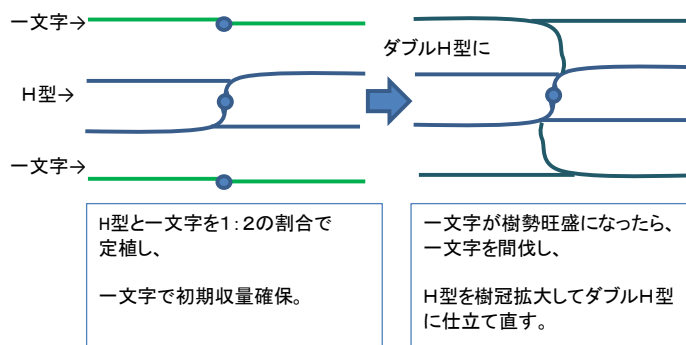 一文字→
ダブルH型に
H型→
一文字→
H型と一文字を1:2の割合で
定植し、
一文字で初期収量確保。
一文字が樹勢旺盛になったら、
一文字を間伐し、
H型を樹冠拡大してダブルH型
に仕立て直す。